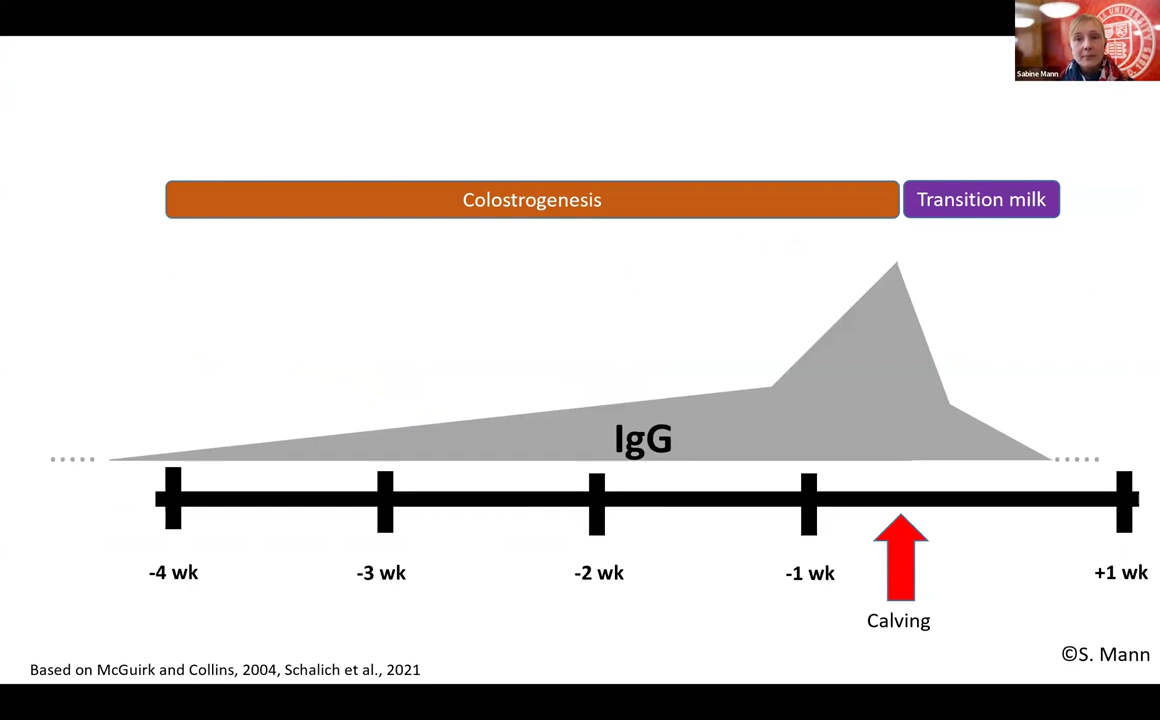 Sabine Mann
Colostrogenesis
Transition milk
IgG
-4 wk
-3 wk
-2 wk
-1 wk
+1 wk
Calving
©S. Mann
Based on McGuirk and Collins, 2004, Schalich et al., 2021